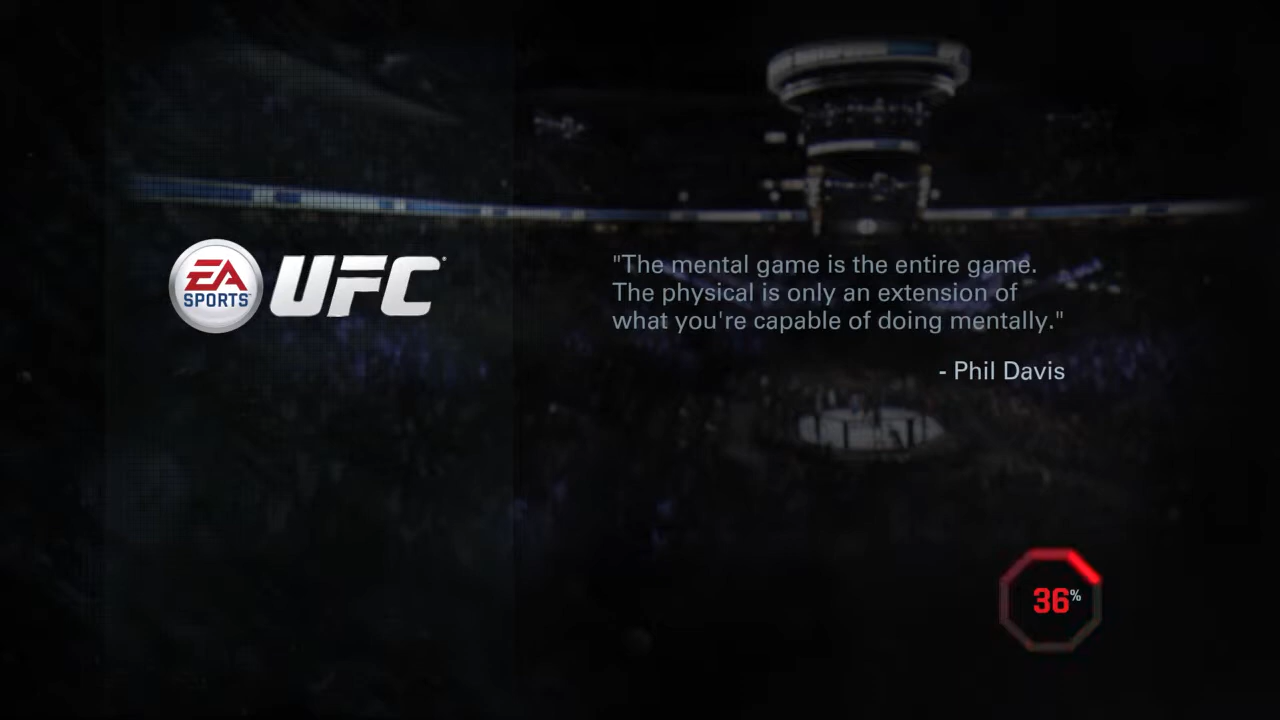 EA
SPORTS
UFC
"The mental game is the entire game.
The physical is only an extension of
what you're capable of doing mentally."
- Phil Davis
36%